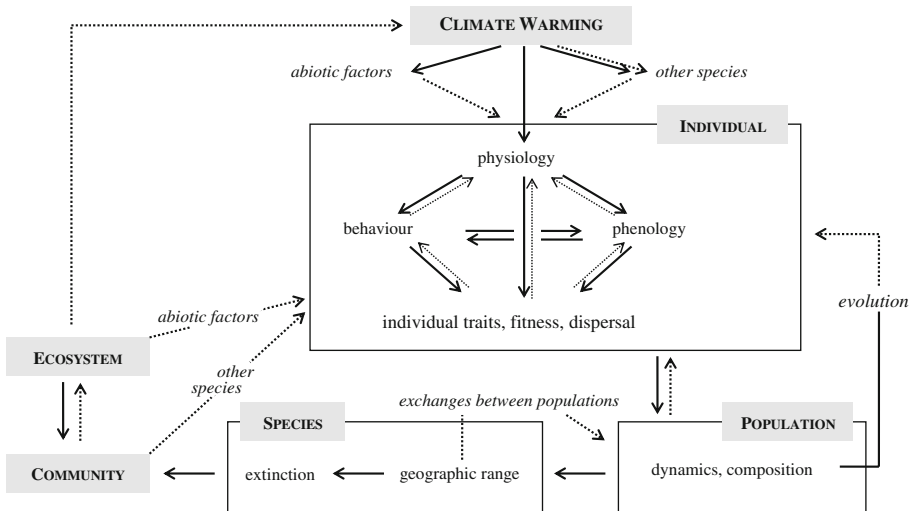 CLIMATE WARMING
abiotic factors
other species
INDIVIDUAL
physiology
behaviour
phenology
individual traits, fitness, dispersal
evolution
abiotic factors
ECOSYSTEM
other
species
exchanges between populations
SPECIES
POPULATION
COMMUNITY
extinction
geographic range
dynamics, composition